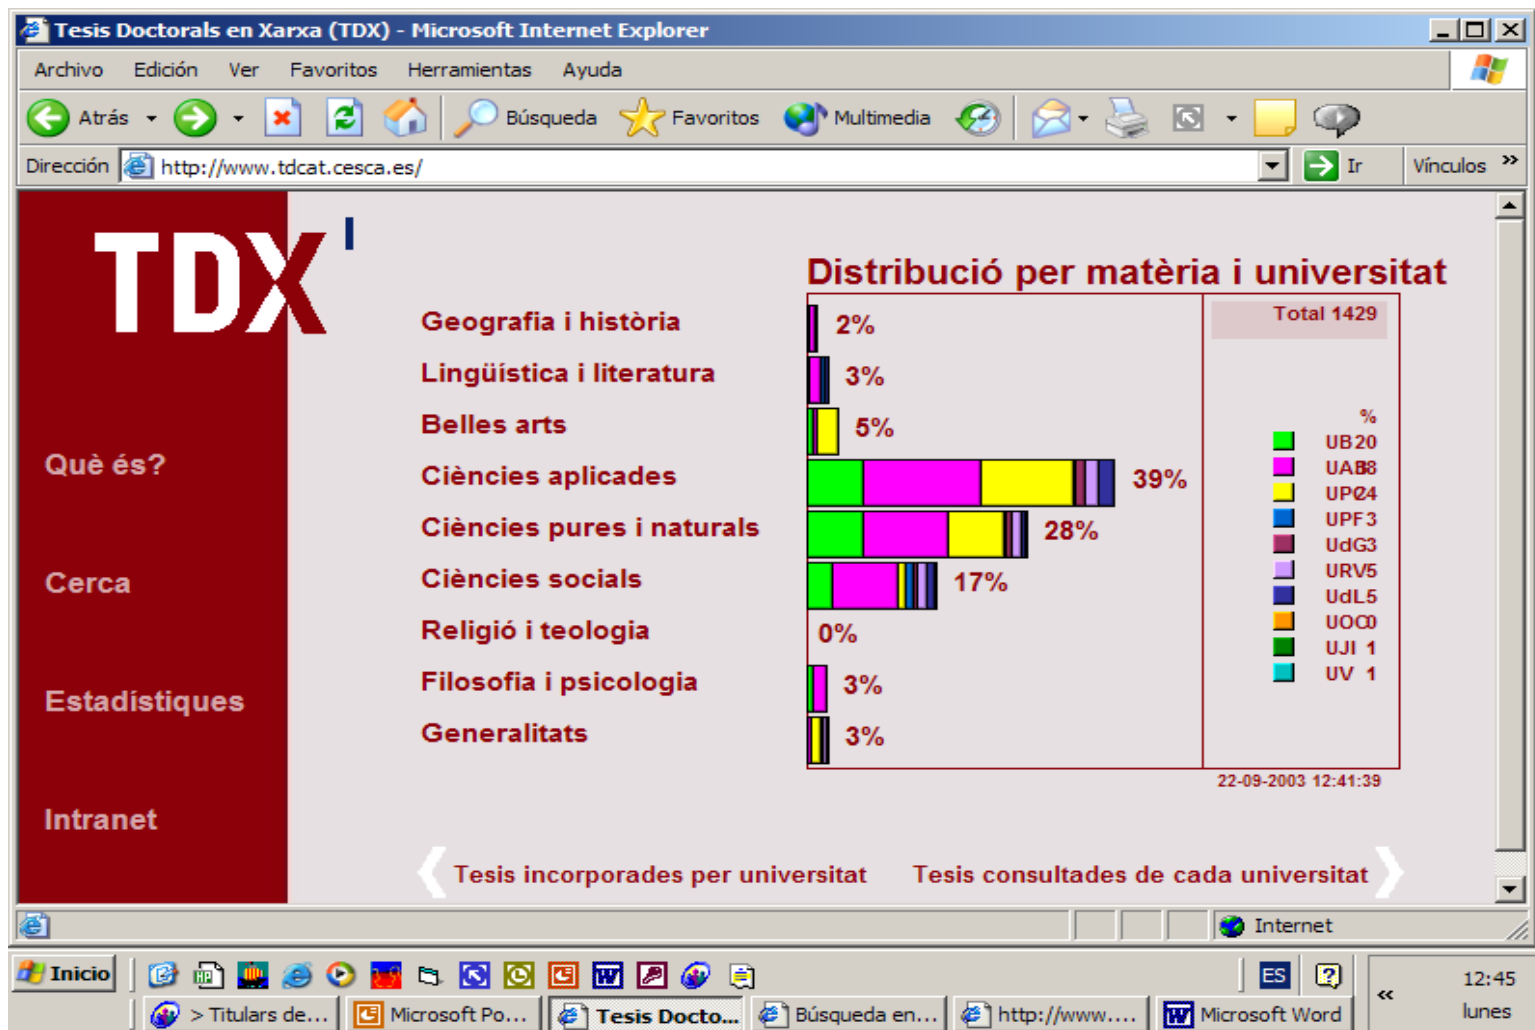 Tesis Doctorals en Xarxa (TDX) - Microsoft Internet Explorer
Archivo Edición Ver Favoritos Herramientas Ayuda
Atrás Búsqueda Favoritos Multimedia
Dirección http://www.tdcat.cesca.es/ Ir Vínculos »
TDX
Distribució per matèria i universitat
Total 1429
Geografia i història 2%
Lingüística i literatura 3%
Belles arts 5%
Ciències aplicades 39%
Ciències pures i naturals 28%
Ciències socials 17%
Religió i teologia 0%
Filosofia i psicologia 3%
Generalitats 3%
%
UB 20
UAB
UPC 24
UPF 3
UdG 3
URV 5
UdL 5
UOC 0
UJI 1
UV 1
22-09-2003 12:41:39
Què és?
Cerca
Estadístiques
Intranet
Tesis incorporades per universitat Tesis consultades de cada universitat
Internet
Inicio ES 12:45
> Titulars de... Microsoft Po... Tesis Docto... Búsqueda en... http://www.... Microsoft Word « lunes